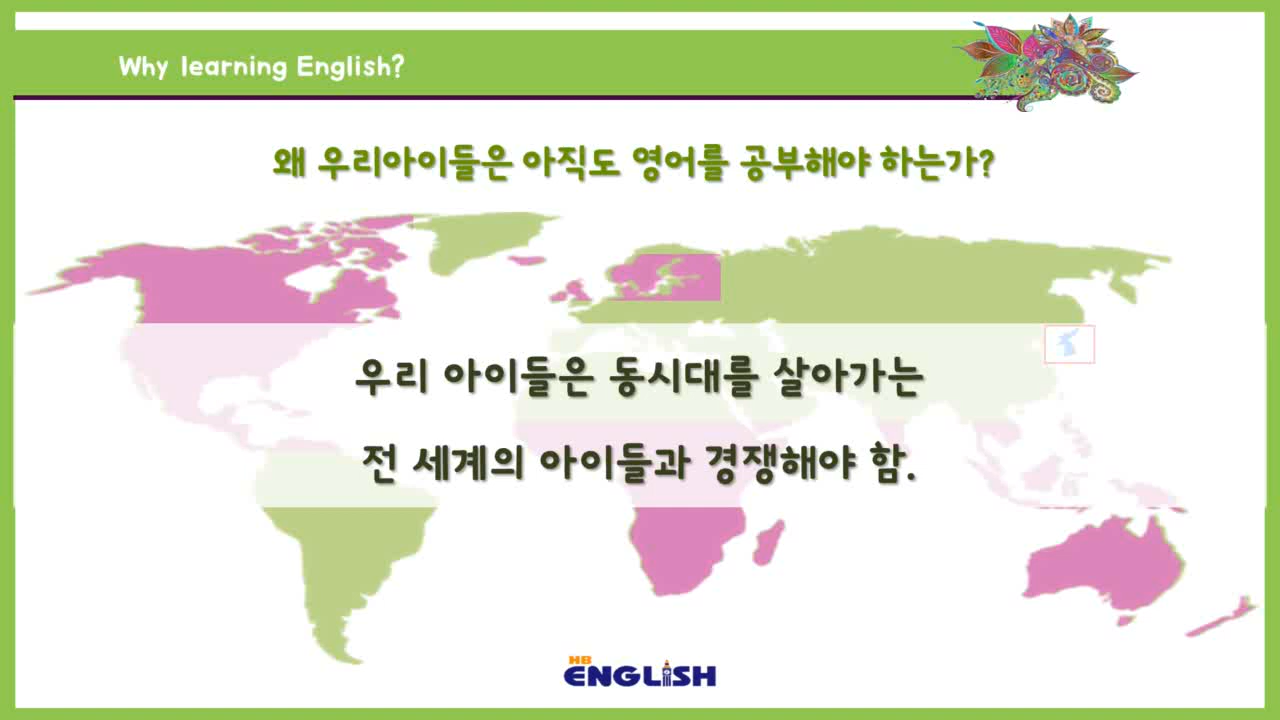 Why learning English?
왜 우리아이들은 아직도 영어를 공부해야 하는가?
우리 아이들은 동시대를 살아가는
전 세계의 아이들과 경쟁해야 함.
HB
ENGLISH